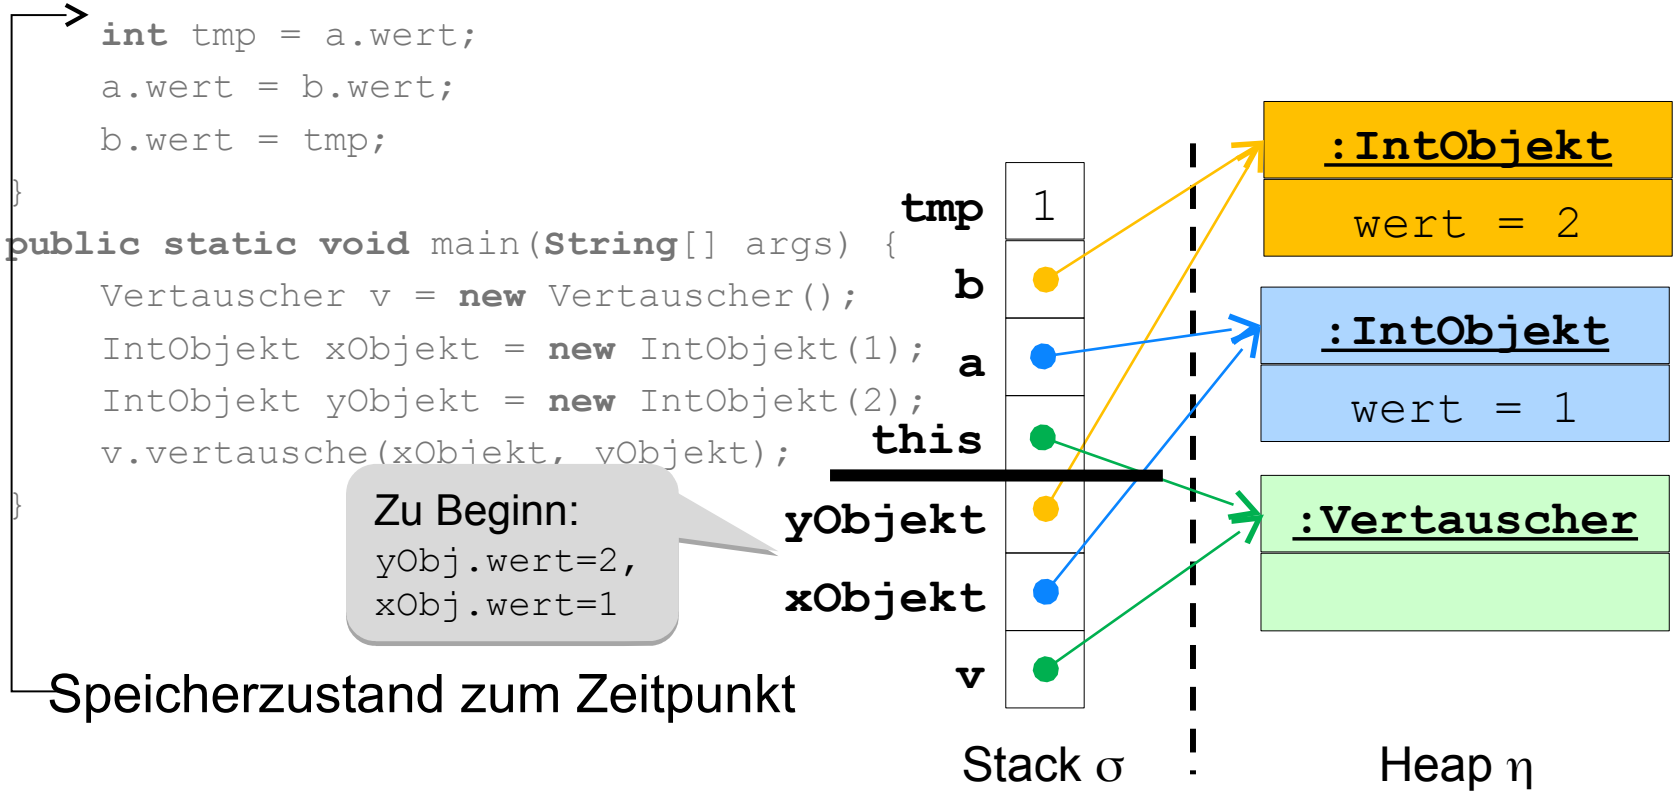 int tmp = a.wert;
a.wert = b.wert;
b.wert = tmp;
}
public static void main(String[] args) {
Vertauscher v = new Vertauscher();
IntObjekt xObjekt = new IntObjekt(1);
IntObjekt yObjekt = new IntObjekt(2);
v.vertausche(xObjekt, yObjekt);
}
Zu Beginn:
yObj.wert=2,
xObj.wert=1
Speicherzustand zum Zeitpunkt
tmp 1
b
a
this
yObjekt
xObjekt
v
Stack σ
:IntObjekt
wert = 2
:IntObjekt
wert = 1
:Vertauscher
Heap η